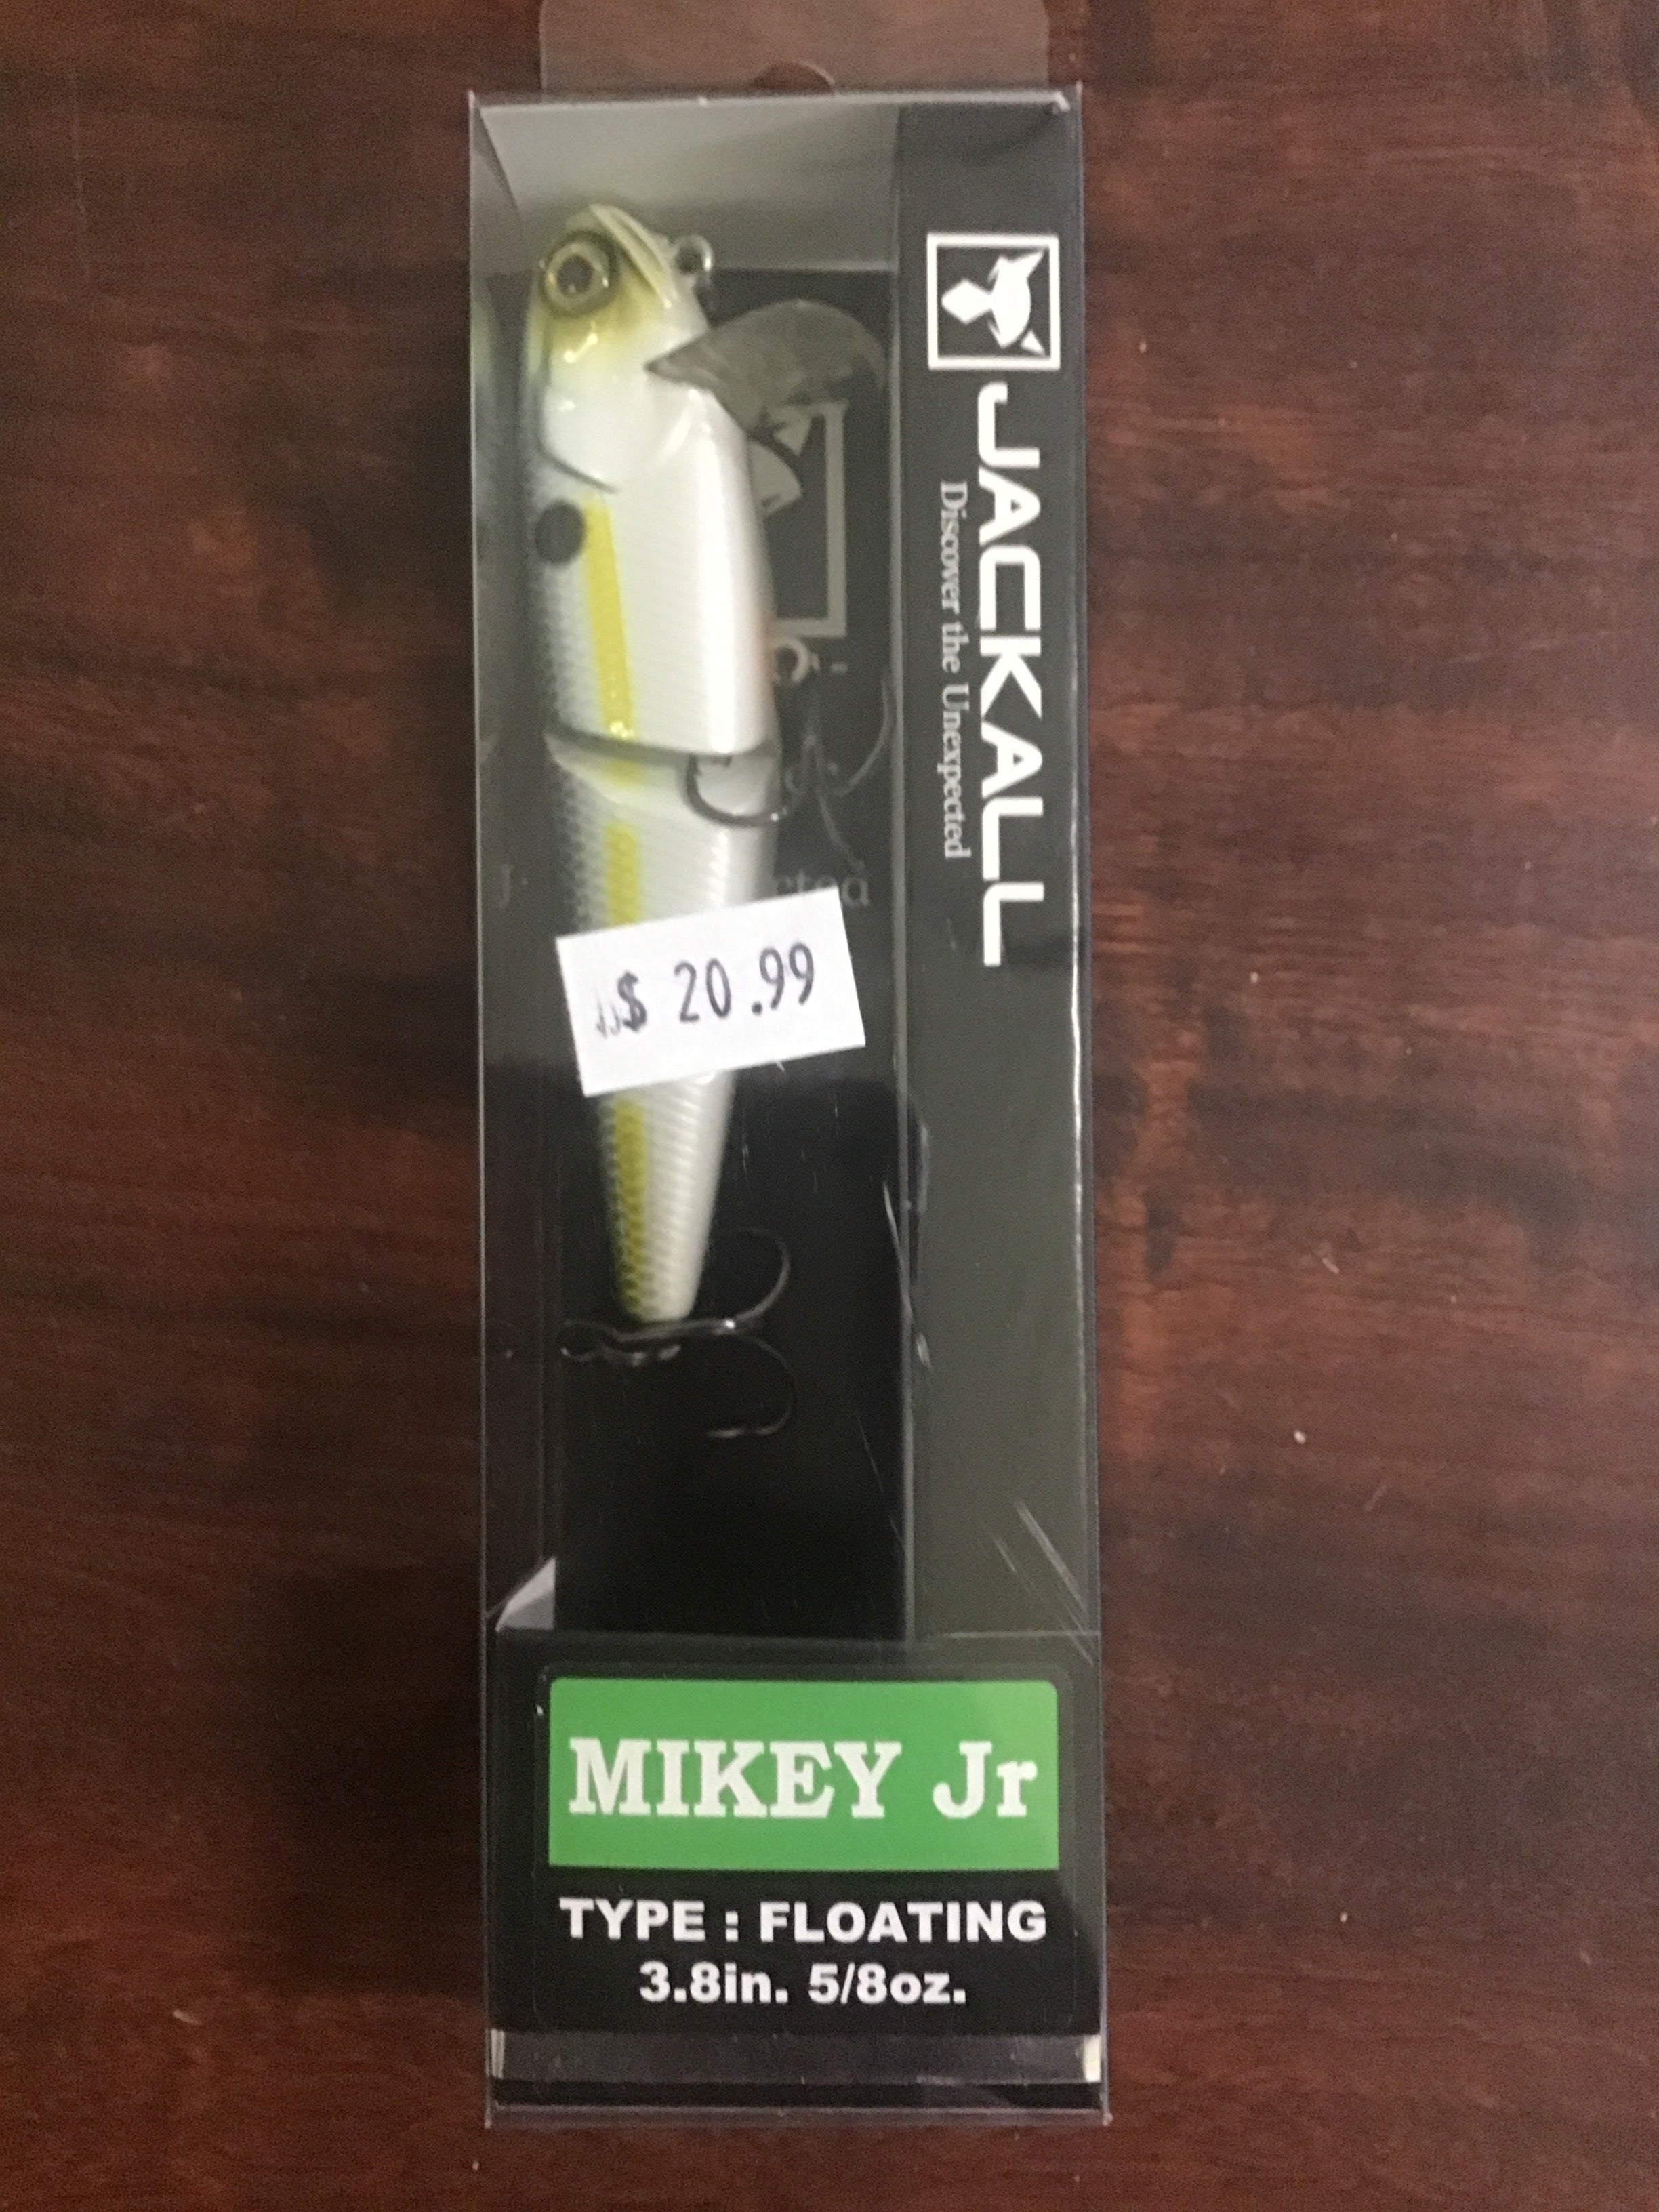 JACKALL
Discover the Unexpected
$ 20.99
MIKEY Jr
TYPE : FLOATING
3.8in. 5/8oz.